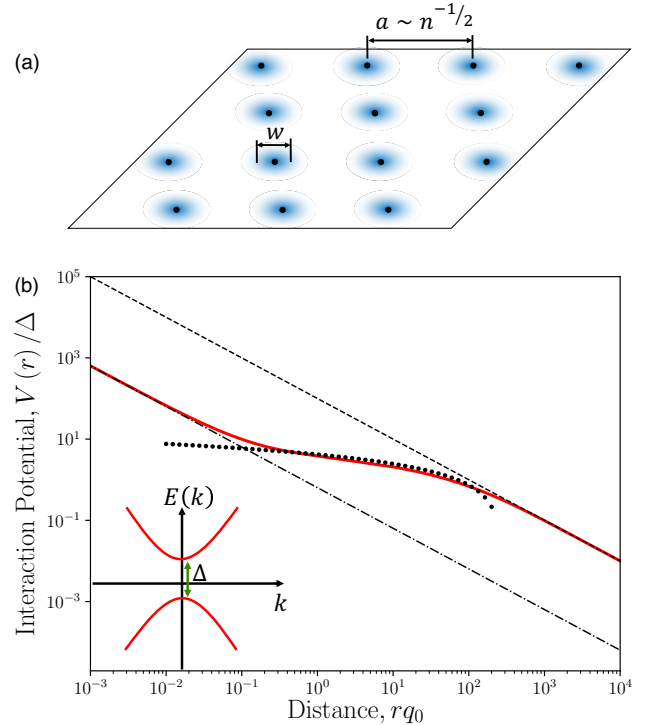 (a)
a ~ n^{-1/2}
w
(b)
Interaction Potential, V(r)/Δ
10^5
10^3
10^1
10^{-1}
10^{-3}
E(k)
Δ
k
10^{-3} 10^{-2} 10^{-1} 10^0 10^1 10^2 10^3 10^4
Distance, rq_0